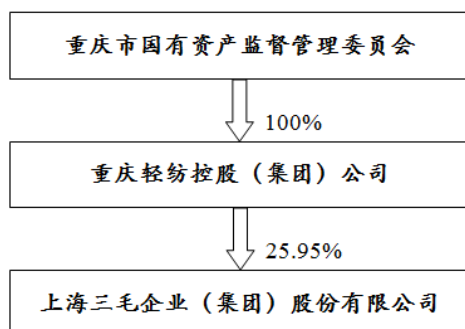 重庆市国有资产监督管理委员会
100%
重庆轻纺控股（集团）公司
25.95%
上海三毛企业（集团）股份有限公司